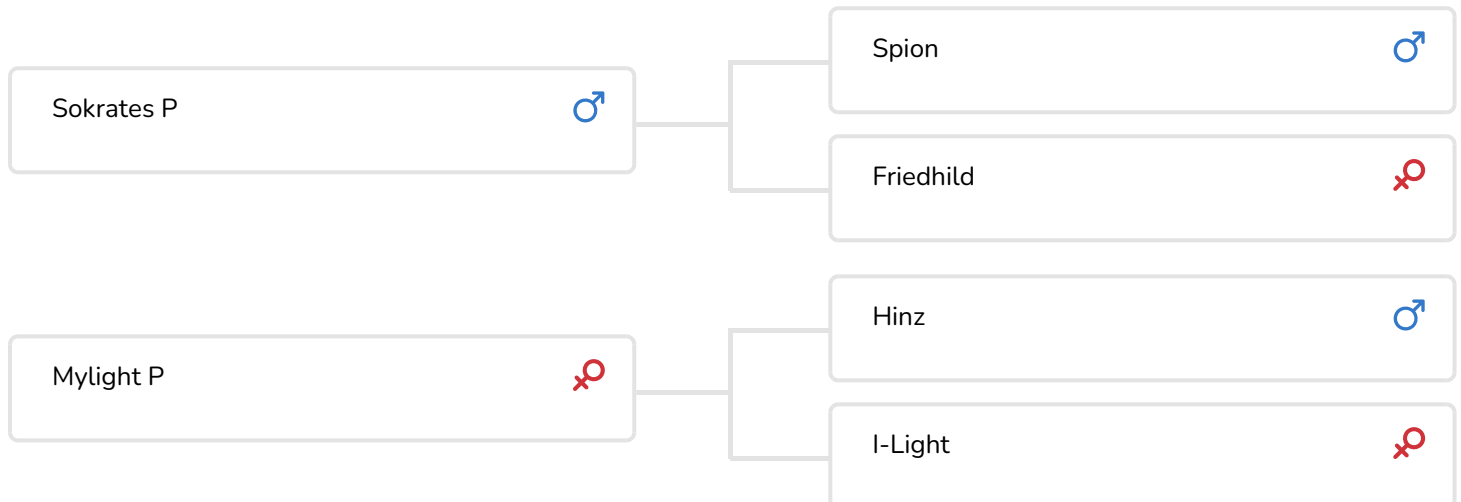 Spion
Sokrates P
Friedhild
Hinz
Mylight P
I-Light